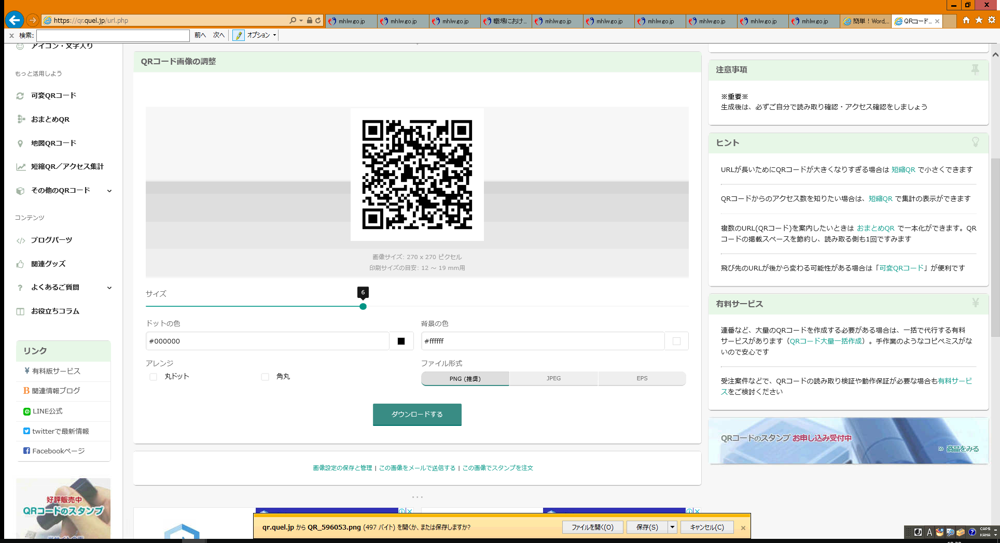 https://qr.quel.jp/url.php
mhlw.go.jp
mhlw.go.jp
mhlw.go.jp
職場におけ...
mhlw.go.jp
mhlw.go.jp
mhlw.go.jp
mhlw.go.jp
mhlw.go.jp
mhlw.go.jp
簡単！Word,...
QRコード...
検索:
前へ 次へ
オプション
アイコン・文字入り
もっと活用しよう
可変QRコード
おまとめQR
地図QRコード
短縮QR／アクセス集計
その他のQRコード
コンテンツ
ブログパーツ
関連グッズ
よくあるご質問
お役立ちコラム
リンク
¥ 有料版サービス
関連情報ブログ
LINE公式
twitterで最新情報
Facebookページ
好評販売中
QRコードのスタンプ
QRコード画像の調整
画像サイズ: 270 x 270 ピクセル
印刷サイズの目安: 12 ～ 19 mm用
サイズ
6
ドットの色
#000000
背景の色
#ffffff
アレンジ
丸ドット
角丸
ファイル形式
PNG (推奨)
JPEG
EPS
ダウンロードする
画像設定の保存と管理 | この画像をメールで送信する | この画像でスタンプを注文
注意事項
※重要※
生成後は、必ずご自分で読み取り確認・アクセス確認をしましょう
ヒント
URLが長いためにQRコードが大きくなりすぎる場合は 短縮QR で小さくできます
QRコードからのアクセス数を知りたい場合は、短縮QR で集計の表示ができます
複数のURL(QRコード)を案内したいときは おまとめQR で一本化ができます。QR
コードの掲載スペースを節約し、読み取る側も1回ですみます
飛び先のURLが後から変わる可能性がある場合は「可変QRコード」が便利です
有料サービス
連番など、大量のQRコードを作成する必要がある場合は、一括で代行する有料
サービスがあります（QRコード大量一括作成）。手作業のようなコピペミスがな
いので安心です
受注案件などで、QRコードの読み取り検証や動作保証が必要な場合も有料サービ
スをご検討ください
QRコードのスタンプ お申し込み受付中
» 商品をみる
qr.quel.jp から QR_596053.png (497 バイト) を開くか、または保存しますか?
ファイルを開く(O)
保存(S)
キャンセル(C)
A
CAPS
KANA